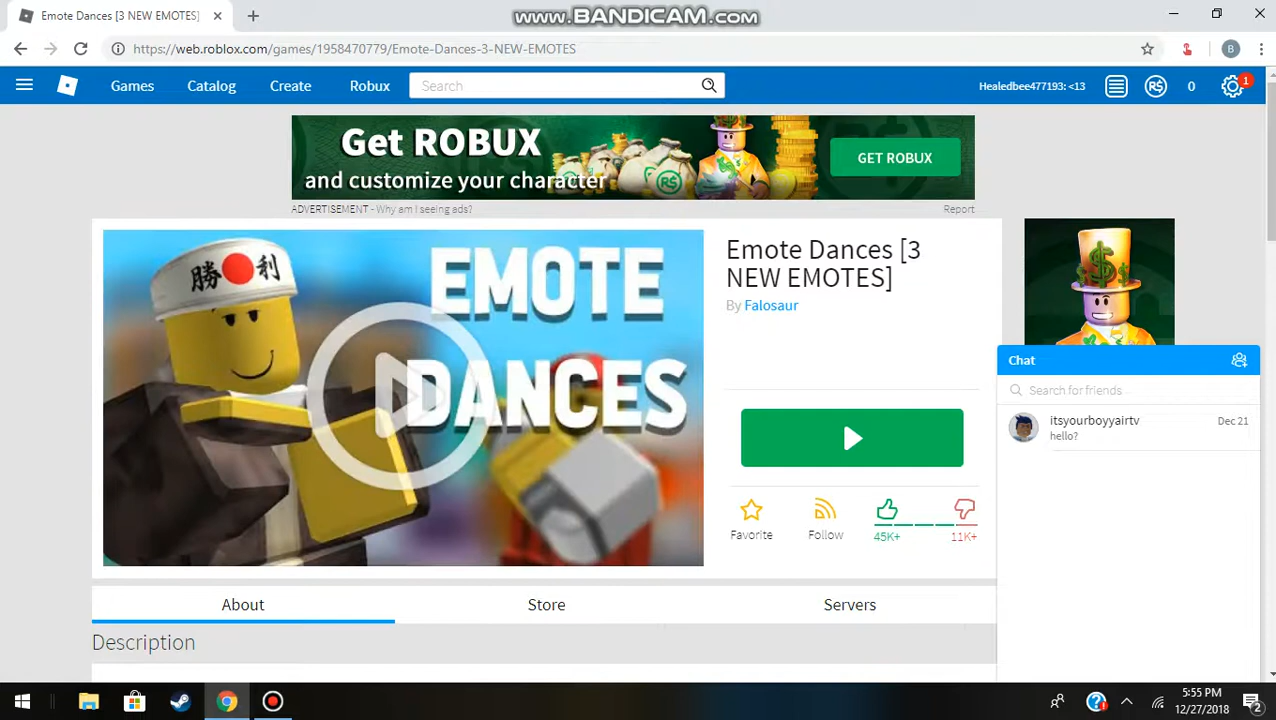 Emote Dances [3 NEW EMOTES]
www.BANDICAM.com
https://web.roblox.com/games/1958470779/Emote-Dances-3-NEW-EMOTES
B
Games
Catalog
Create
Robux
Search
Healedbee477193: <13
R$
0
1
Get ROBUX
and customize your character
GET ROBUX
ADVERTISEMENT - Why am I seeing ads?
Report
勝 利
EMOTE
DANCES
Emote Dances [3
NEW EMOTES]
By Falosaur
Favorite
Follow
45K+
11K+
Chat
Search for friends
itsyourboyyairtv
Dec 21
hello?
About
Store
Servers
Description
5:55 PM
12/27/2018
2